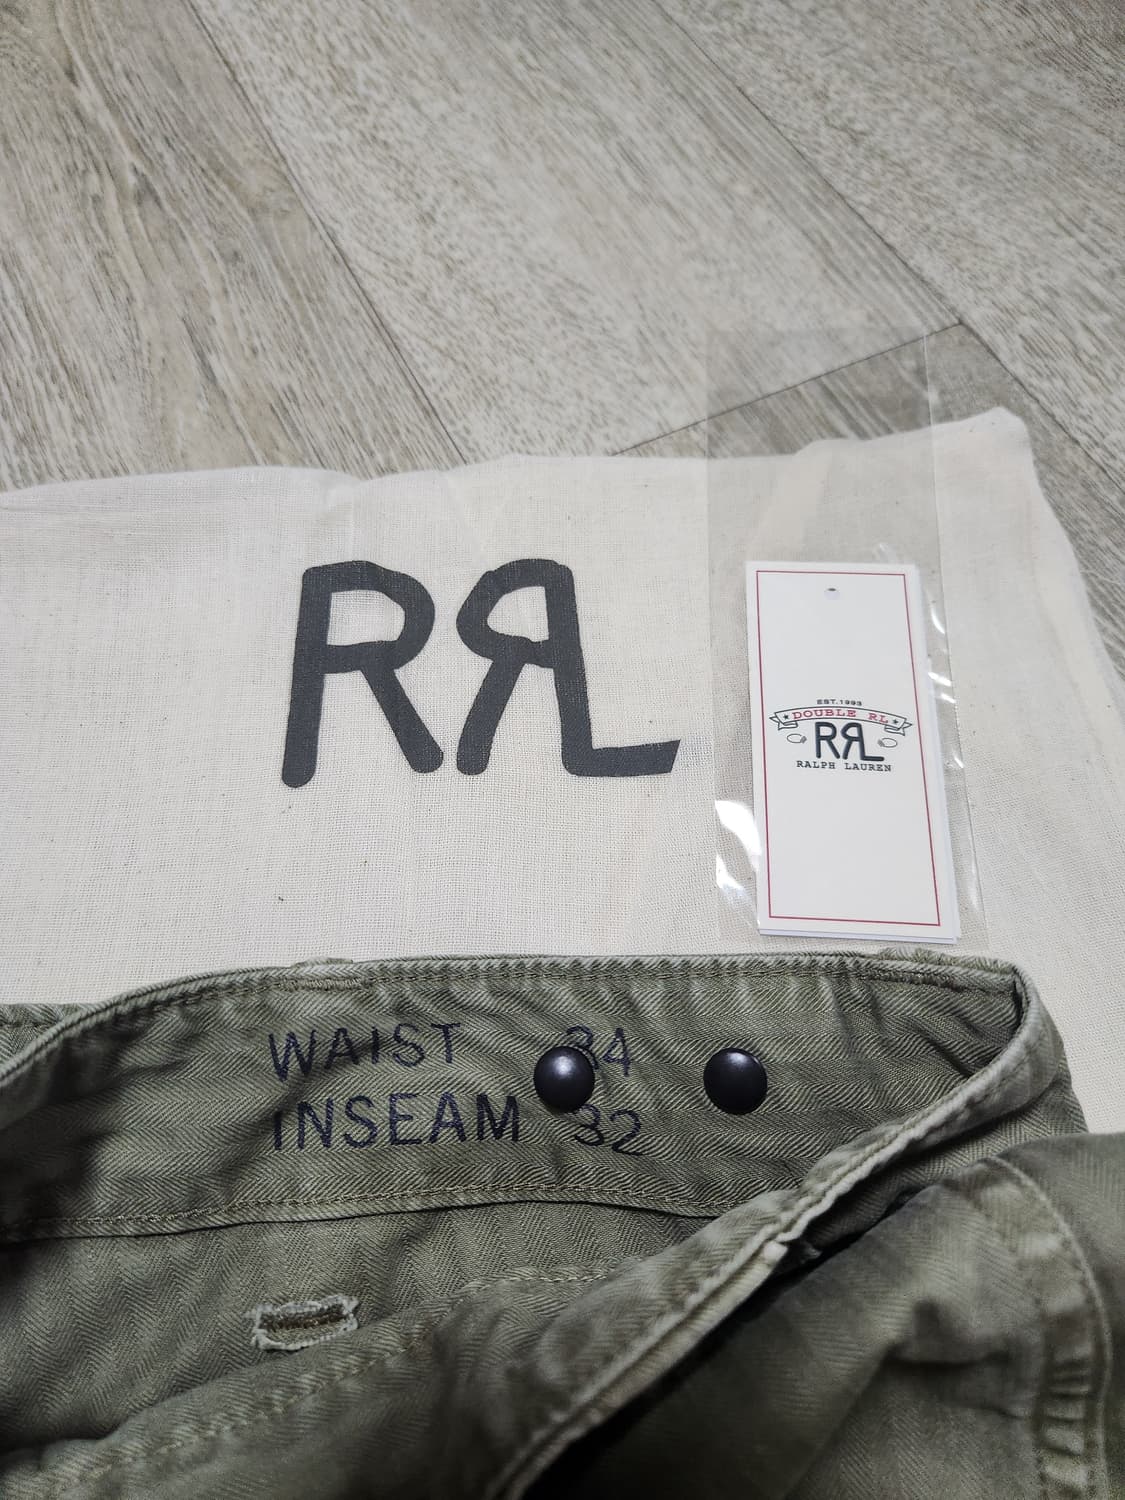 RRL
EST.1993
DOUBLE RL
RRL
RALPH LAUREN
WAIST 34
INSEAM 32